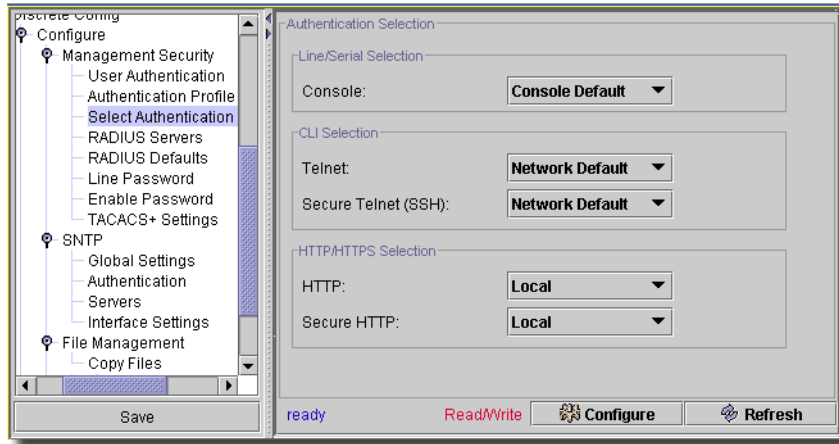 Discrete Config
Configure
Management Security
User Authentication
Authentication Profile
Select Authentication
RADIUS Servers
RADIUS Defaults
Line Password
Enable Password
TACACS+ Settings
SNTP
Global Settings
Authentication
Servers
Interface Settings
File Management
Copy Files
Save
Authentication Selection
Line/Serial Selection
Console: Console Default
CLI Selection
Telnet: Network Default
Secure Telnet (SSH): Network Default
HTTP/HTTPS Selection
HTTP: Local
Secure HTTP: Local
ready Read/Write Configure Refresh